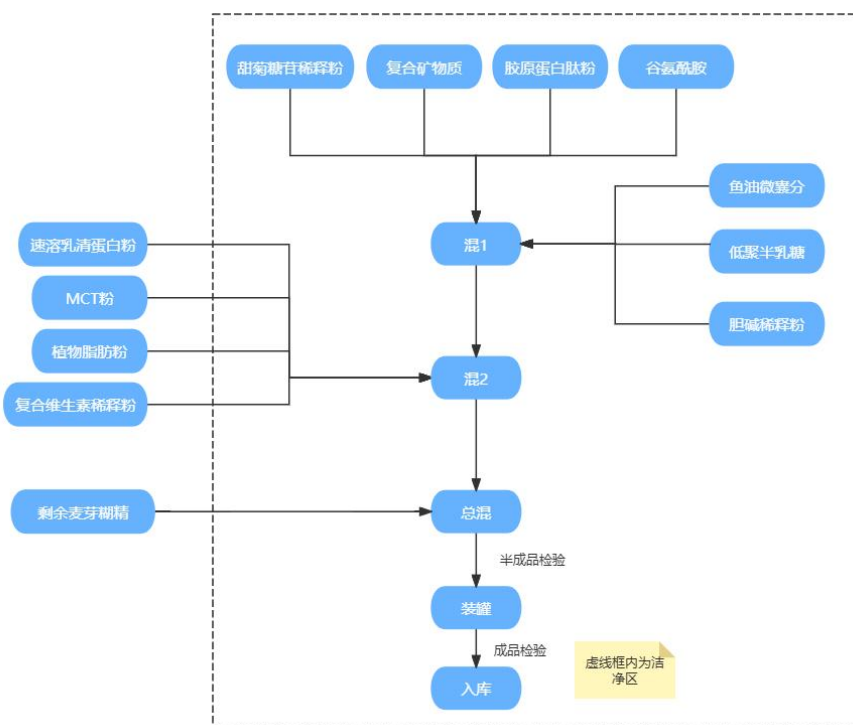 甜菊糖苷稀释粉
复合矿物质
胶原蛋白肽粉
谷氨酰胺
鱼油微囊分
速溶乳清蛋白粉
混1
低聚半乳糖
MCT粉
胆碱稀释粉
植物脂肪粉
混2
复合维生素稀释粉
剩余麦芽糊精
总混
半成品检验
装罐
成品检验
虚线框内为洁
净区
入库